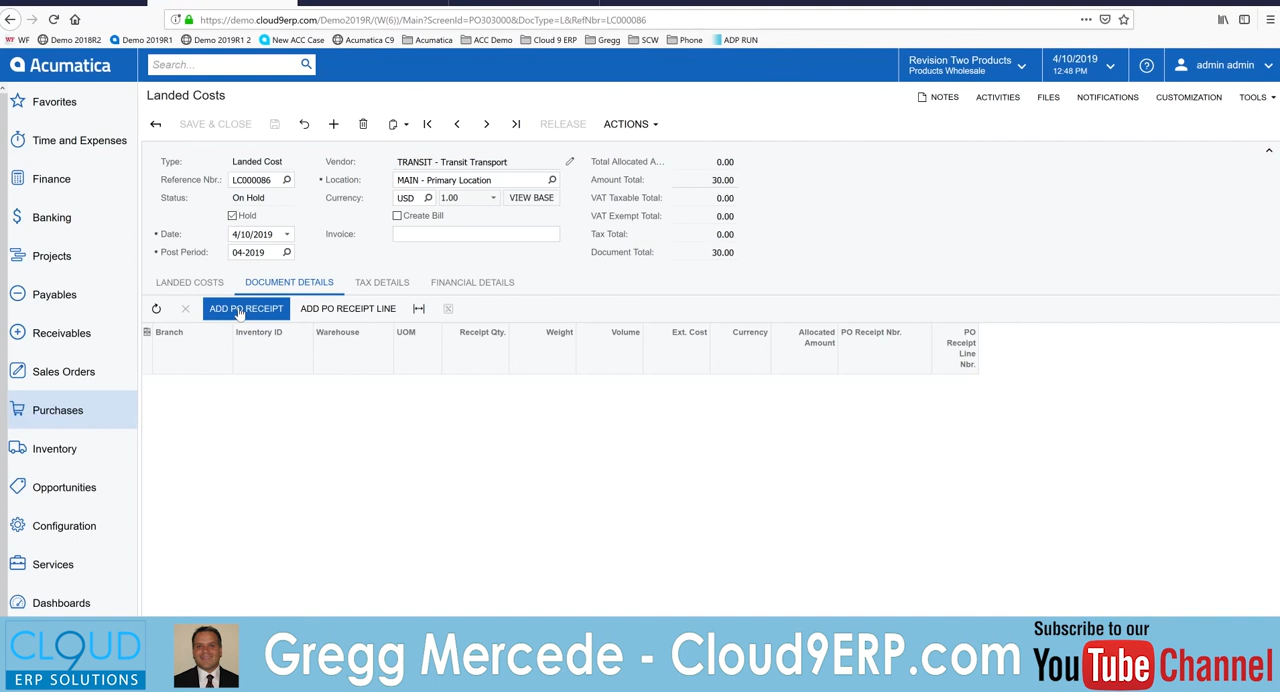 https://demo.cloud9erp.com/Demo2019R/(W(6))/Main?ScreenId=PO303000&DocType=L&RefNbr=LC000086
WF Demo 2018R2 Demo 2019R1 Demo 2019R1 2 New ACC Case Acumatica C9 Acumatica ACC Demo Cloud 9 ERP Gregg SCW Phone ADP RUN
Acumatica
Search...
Revision Two Products
Products Wholesale
4/10/2019
12:48 PM
admin admin
Landed Costs
NOTES ACTIVITIES FILES NOTIFICATIONS CUSTOMIZATION TOOLS
SAVE & CLOSE RELEASE ACTIONS
Favorites
Time and Expenses
Finance
Banking
Projects
Payables
Receivables
Sales Orders
Purchases
Inventory
Opportunities
Configuration
Services
Dashboards
Type: Landed Cost Vendor: TRANSIT - Transit Transport Total Allocated A... 0.00
Reference Nbr.: LC000086 * Location: MAIN - Primary Location Amount Total: 30.00
Status: On Hold Currency: USD 1.00 VIEW BASE VAT Taxable Total: 0.00
Hold Create Bill VAT Exempt Total: 0.00
* Date: 4/10/2019 Invoice: Tax Total: 0.00
* Post Period: 04-2019 Document Total: 30.00
LANDED COSTS DOCUMENT DETAILS TAX DETAILS FINANCIAL DETAILS
ADD PO RECEIPT ADD PO RECEIPT LINE
Branch Inventory ID Warehouse UOM Receipt Qty. Weight Volume Ext. Cost Currency Allocated Amount PO Receipt Nbr. PO Receipt Line Nbr.
CLOUD 9
ERP SOLUTIONS
Gregg Mercede - Cloud9ERP.com
Subscribe to our
YouTube Channel